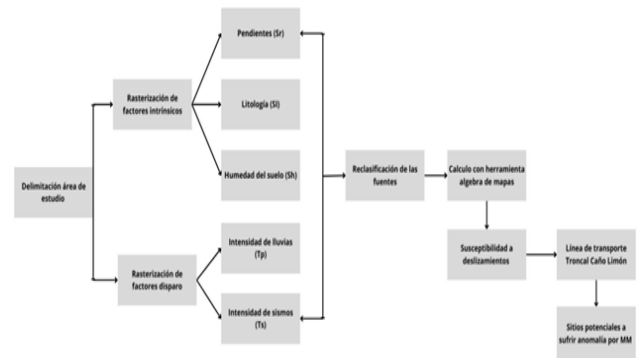 Pendientes (Sr)
Rasterización de
factores intrínsicos
Litología (Sl)
Humedad del suelo (Sh)
Delimitación área de
estudio
Reclasificación de las
fuentes
Calculo con herramienta
algebra de mapas
Intensidad de lluvias
(Tp)
Rasterización de
factores disparo
Intensidad de sismos
(Ts)
Susceptibilidad a
deslizamientos
Línea de transporte
Troncal Caño Limón
Sitios potenciales a
sufrir anomalía por MM